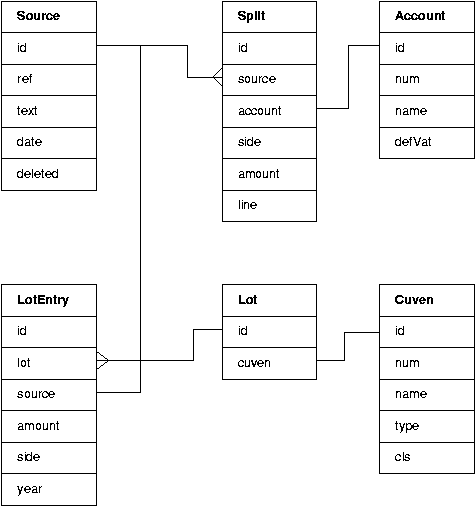 Source
id
ref
text
date
deleted
Split
id
source
account
side
amount
line
Account
id
num
name
defVat
LotEntry
id
lot
source
amount
side
year
Lot
id
cuven
Cuven
id
num
name
type
cls